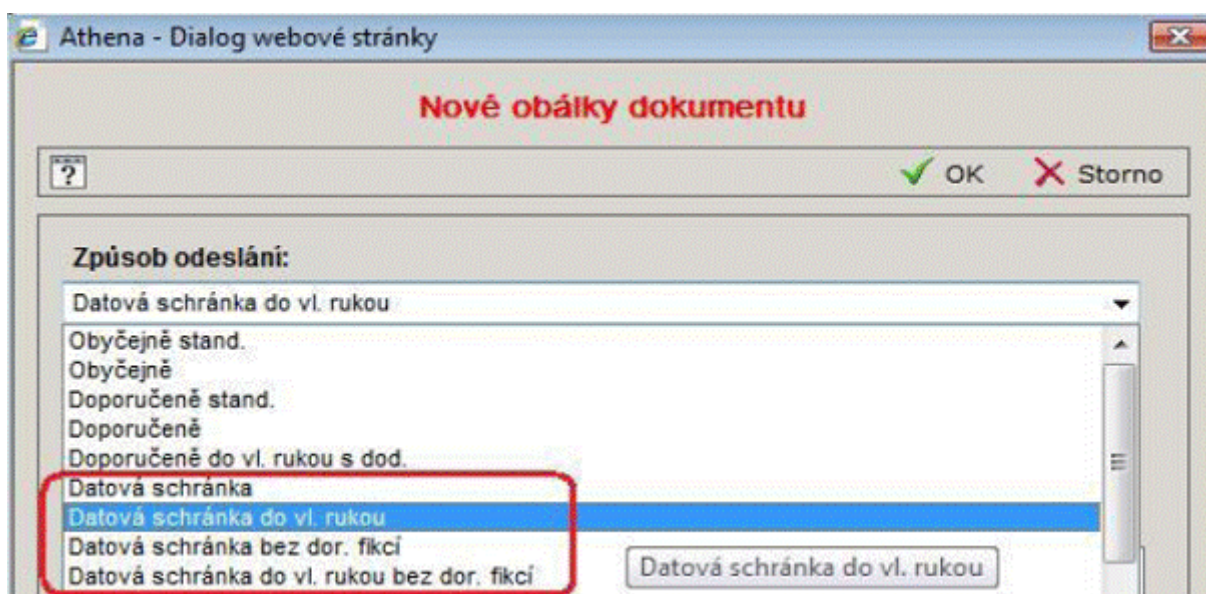 Athena - Dialog webové stránky
Nové obálky dokumentu
? OK Storno
Způsob odeslání:
Datová schránka do vl. rukou
Obyčejně stand.
Obyčejně
Doporučeně stand.
Doporučeně
Doporučeně do vl. rukou s dod.
Datová schránka
Datová schránka do vl. rukou
Datová schránka bez dor. fikcí
Datová schránka do vl. rukou bez dor. fikcí
Datová schránka do vl. rukou